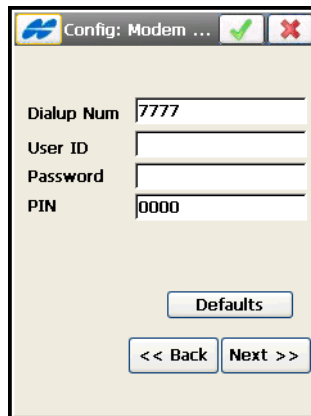 Config: Modem ...
Dialup Num 7777
User ID
Password
PIN 0000
Defaults
<< Back Next >>